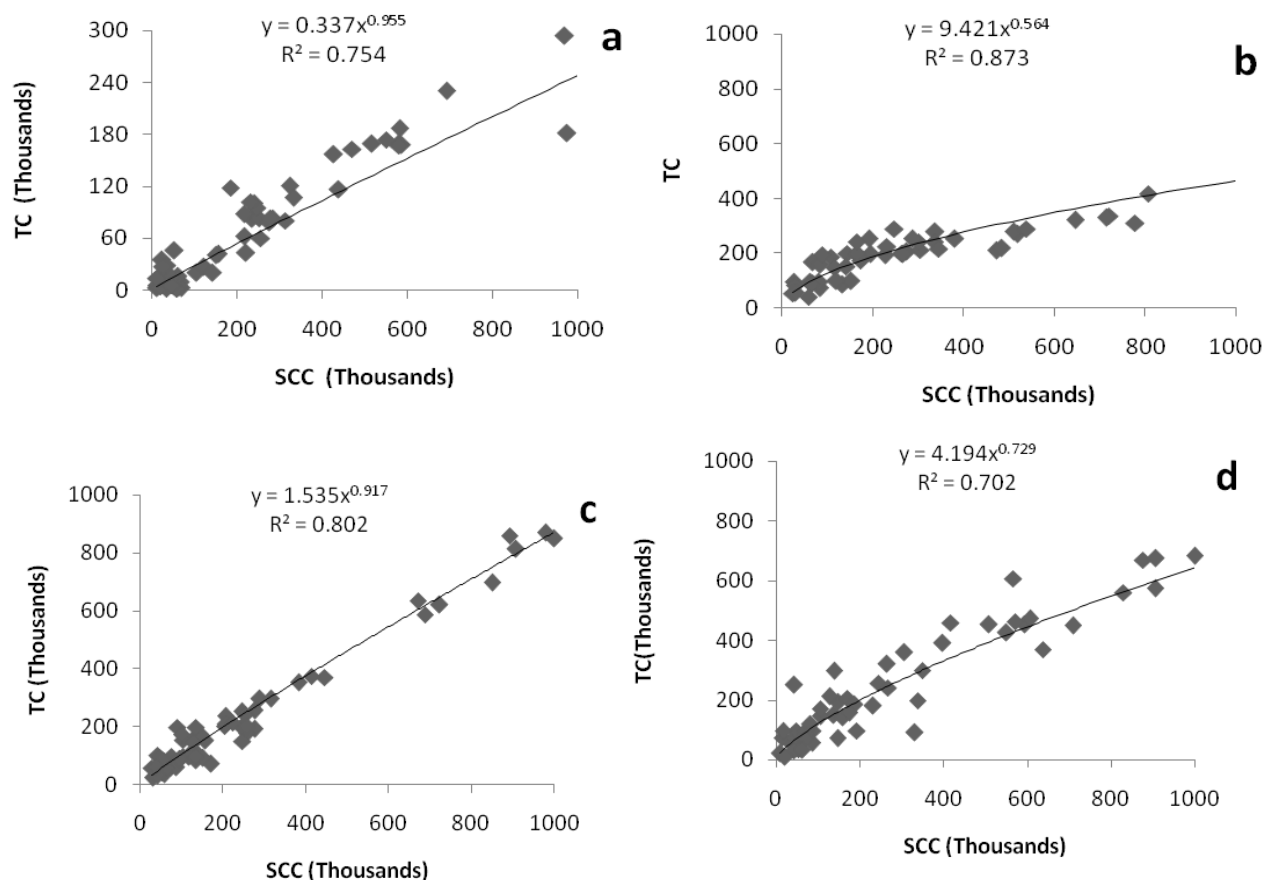 y = 0.337x^0.955
R² = 0.754
a
300
240
180
120
60
0
TC (Thousands)
0 200 400 600 800 1000
SCC (Thousands)
y = 9.421x^0.564
R² = 0.873
b
1000
800
600
400
200
0
TC
0 200 400 600 800 1000
SCC (Thousands)
y = 1.535x^0.917
R² = 0.802
c
1000
800
600
400
200
0
TC (Thousands)
0 200 400 600 800 1000
SCC (Thousands)
y = 4.194x^0.729
R² = 0.702
d
1000
800
600
400
200
0
TC(Thousands)
0 200 400 600 800 1000
SCC (Thousands)